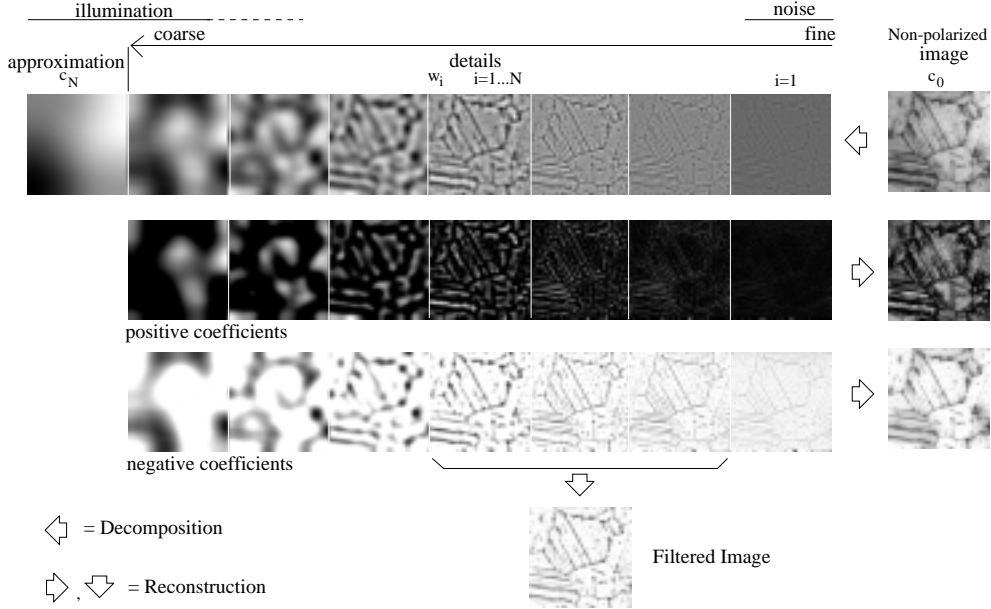 illumination
noise
coarse
fine
Non-polarized
image
approximation
details
c_N
w_i i=1...N
i=1
c_0
positive coefficients
negative coefficients
= Decomposition
Filtered Image
, = Reconstruction